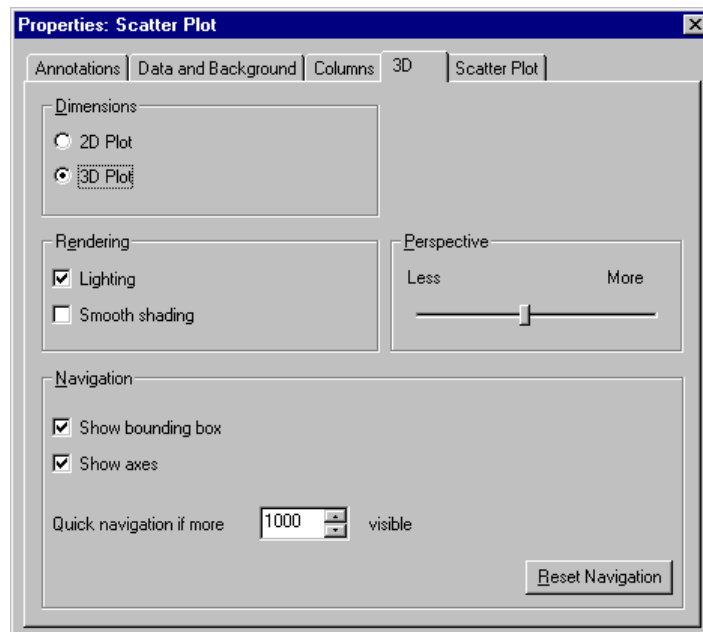 Properties: Scatter Plot
Annotations Data and Background Columns 3D Scatter Plot
Dimensions
2D Plot
3D Plot
Rendering
Lighting
Smooth shading
Perspective
Less More
Navigation
Show bounding box
Show axes
Quick navigation if more 1000 visible
Reset Navigation